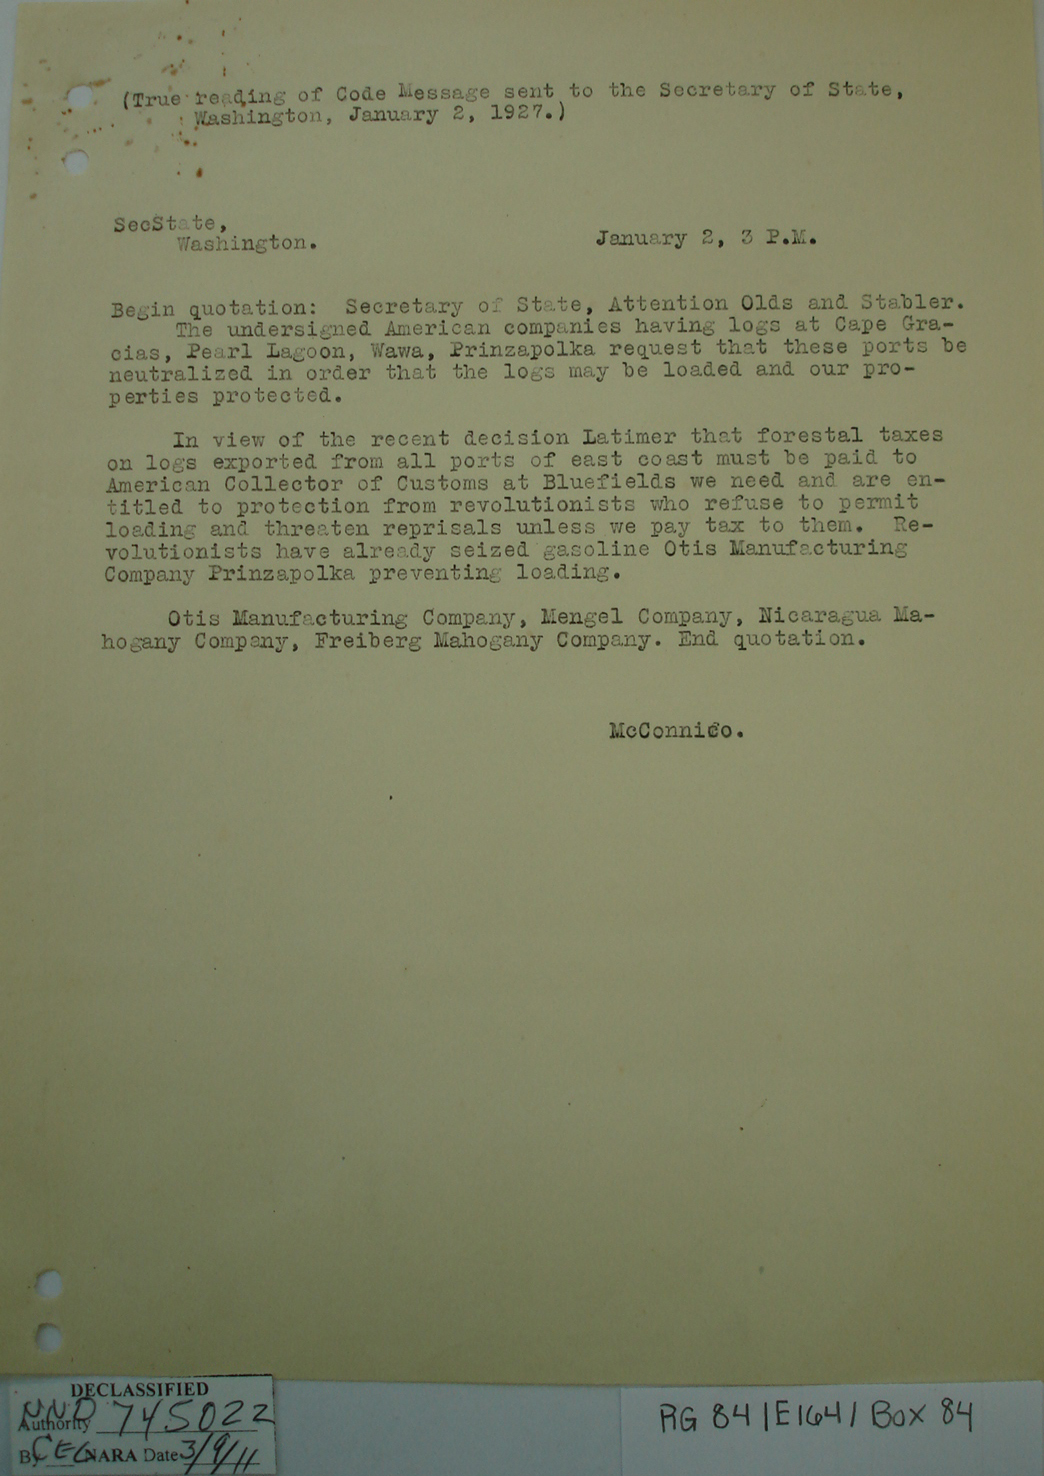 (True reading of Code Message sent to the Secretary of State,
Washington, January 2, 1927.)
SecState,
Washington.
January 2, 3 P.M.
Begin quotation: Secretary of State, Attention Olds and Stabler.
The undersigned American companies having logs at Cape Gra-
cias, Pearl Lagoon, Wawa, Prinzapolka request that these ports be
neutralized in order that the logs may be loaded and our pro-
perties protected.
In view of the recent decision Latimer that forestal taxes
on logs exported from all ports of east coast must be paid to
American Collector of Customs at Bluefields we need and are en-
titled to protection from revolutionists who refuse to permit
loading and threaten reprisals unless we pay tax to them. Re-
volutionists have already seized gasoline Otis Manufacturing
Company Prinzapolka preventing loading.
Otis Manufacturing Company, Mengel Company, Nicaragua Ma-
hogany Company, Freiberg Mahogany Company. End quotation.
McConnico.
DECLASSIFIED
Authority NND 745022
By CEG NARA Date 3/9/11
RG 84 | E164 / Box 84